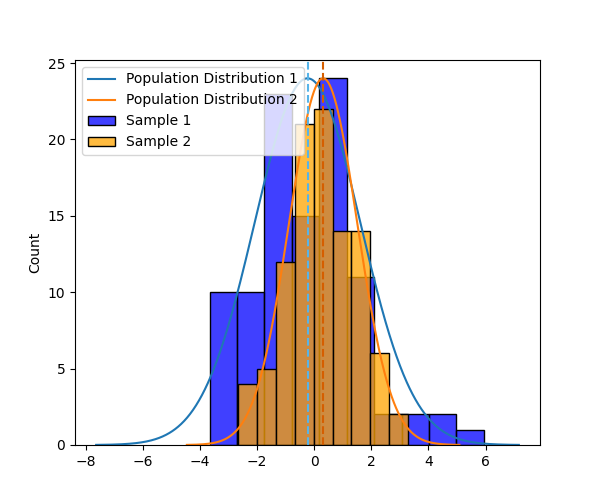 Population Distribution 1
Population Distribution 2
Sample 1
Sample 2
Count
25
20
15
10
5
0
−8 −6 −4 −2 0 2 4 6